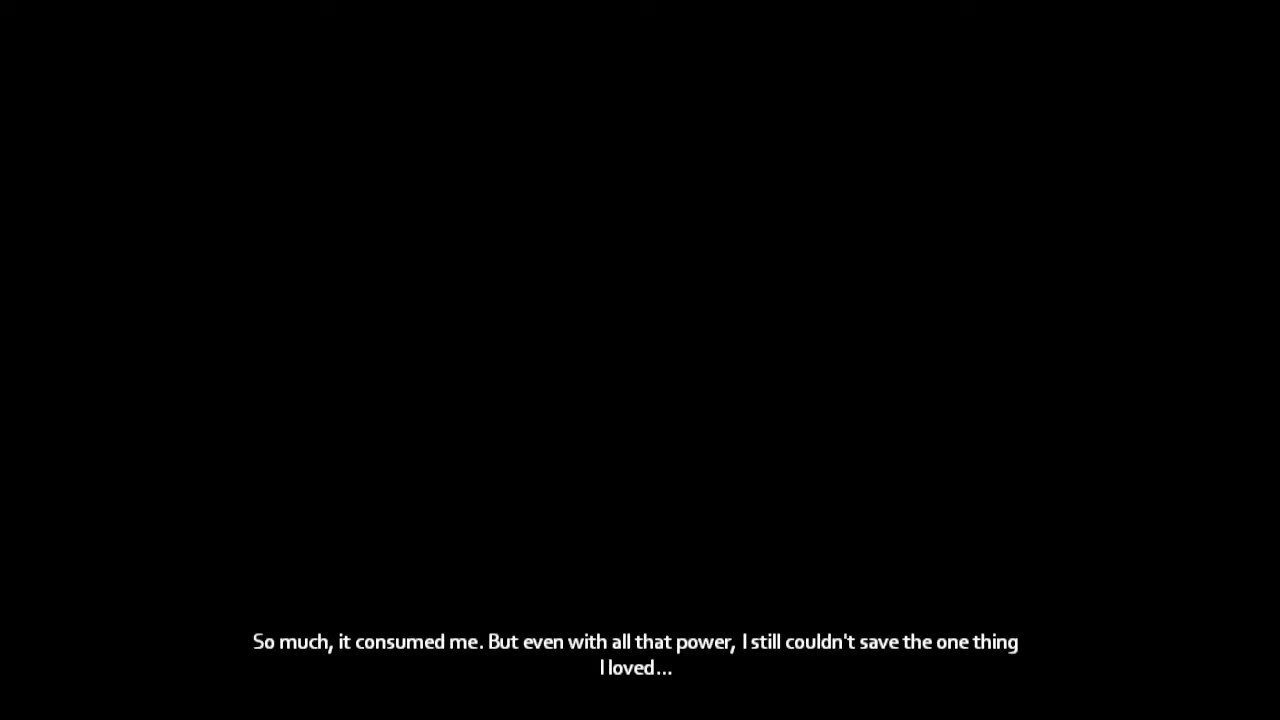 So much, it consumed me. But even with all that power, I still couldn't save the one thing
I loved...